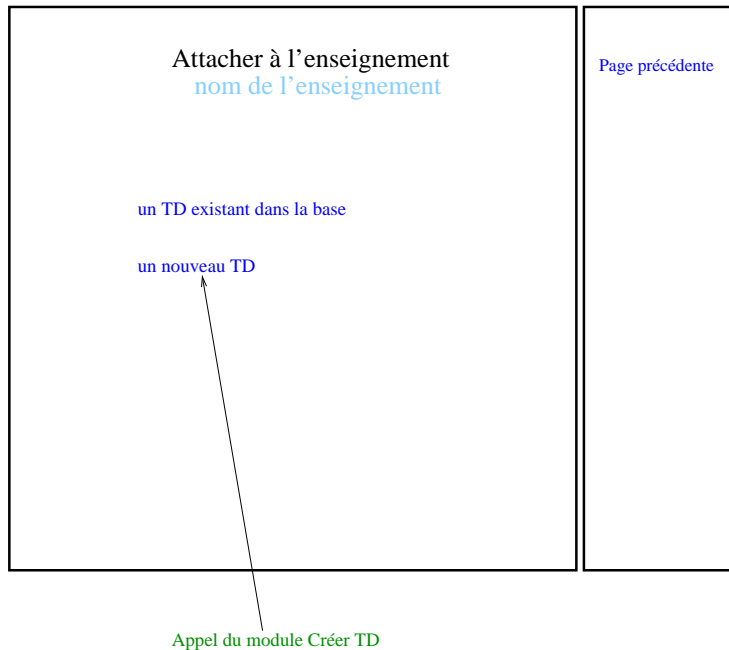 Attacher à l'enseignement
nom de l'enseignement
Page précédente
un TD existant dans la base
un nouveau TD
Appel du module Créer TD